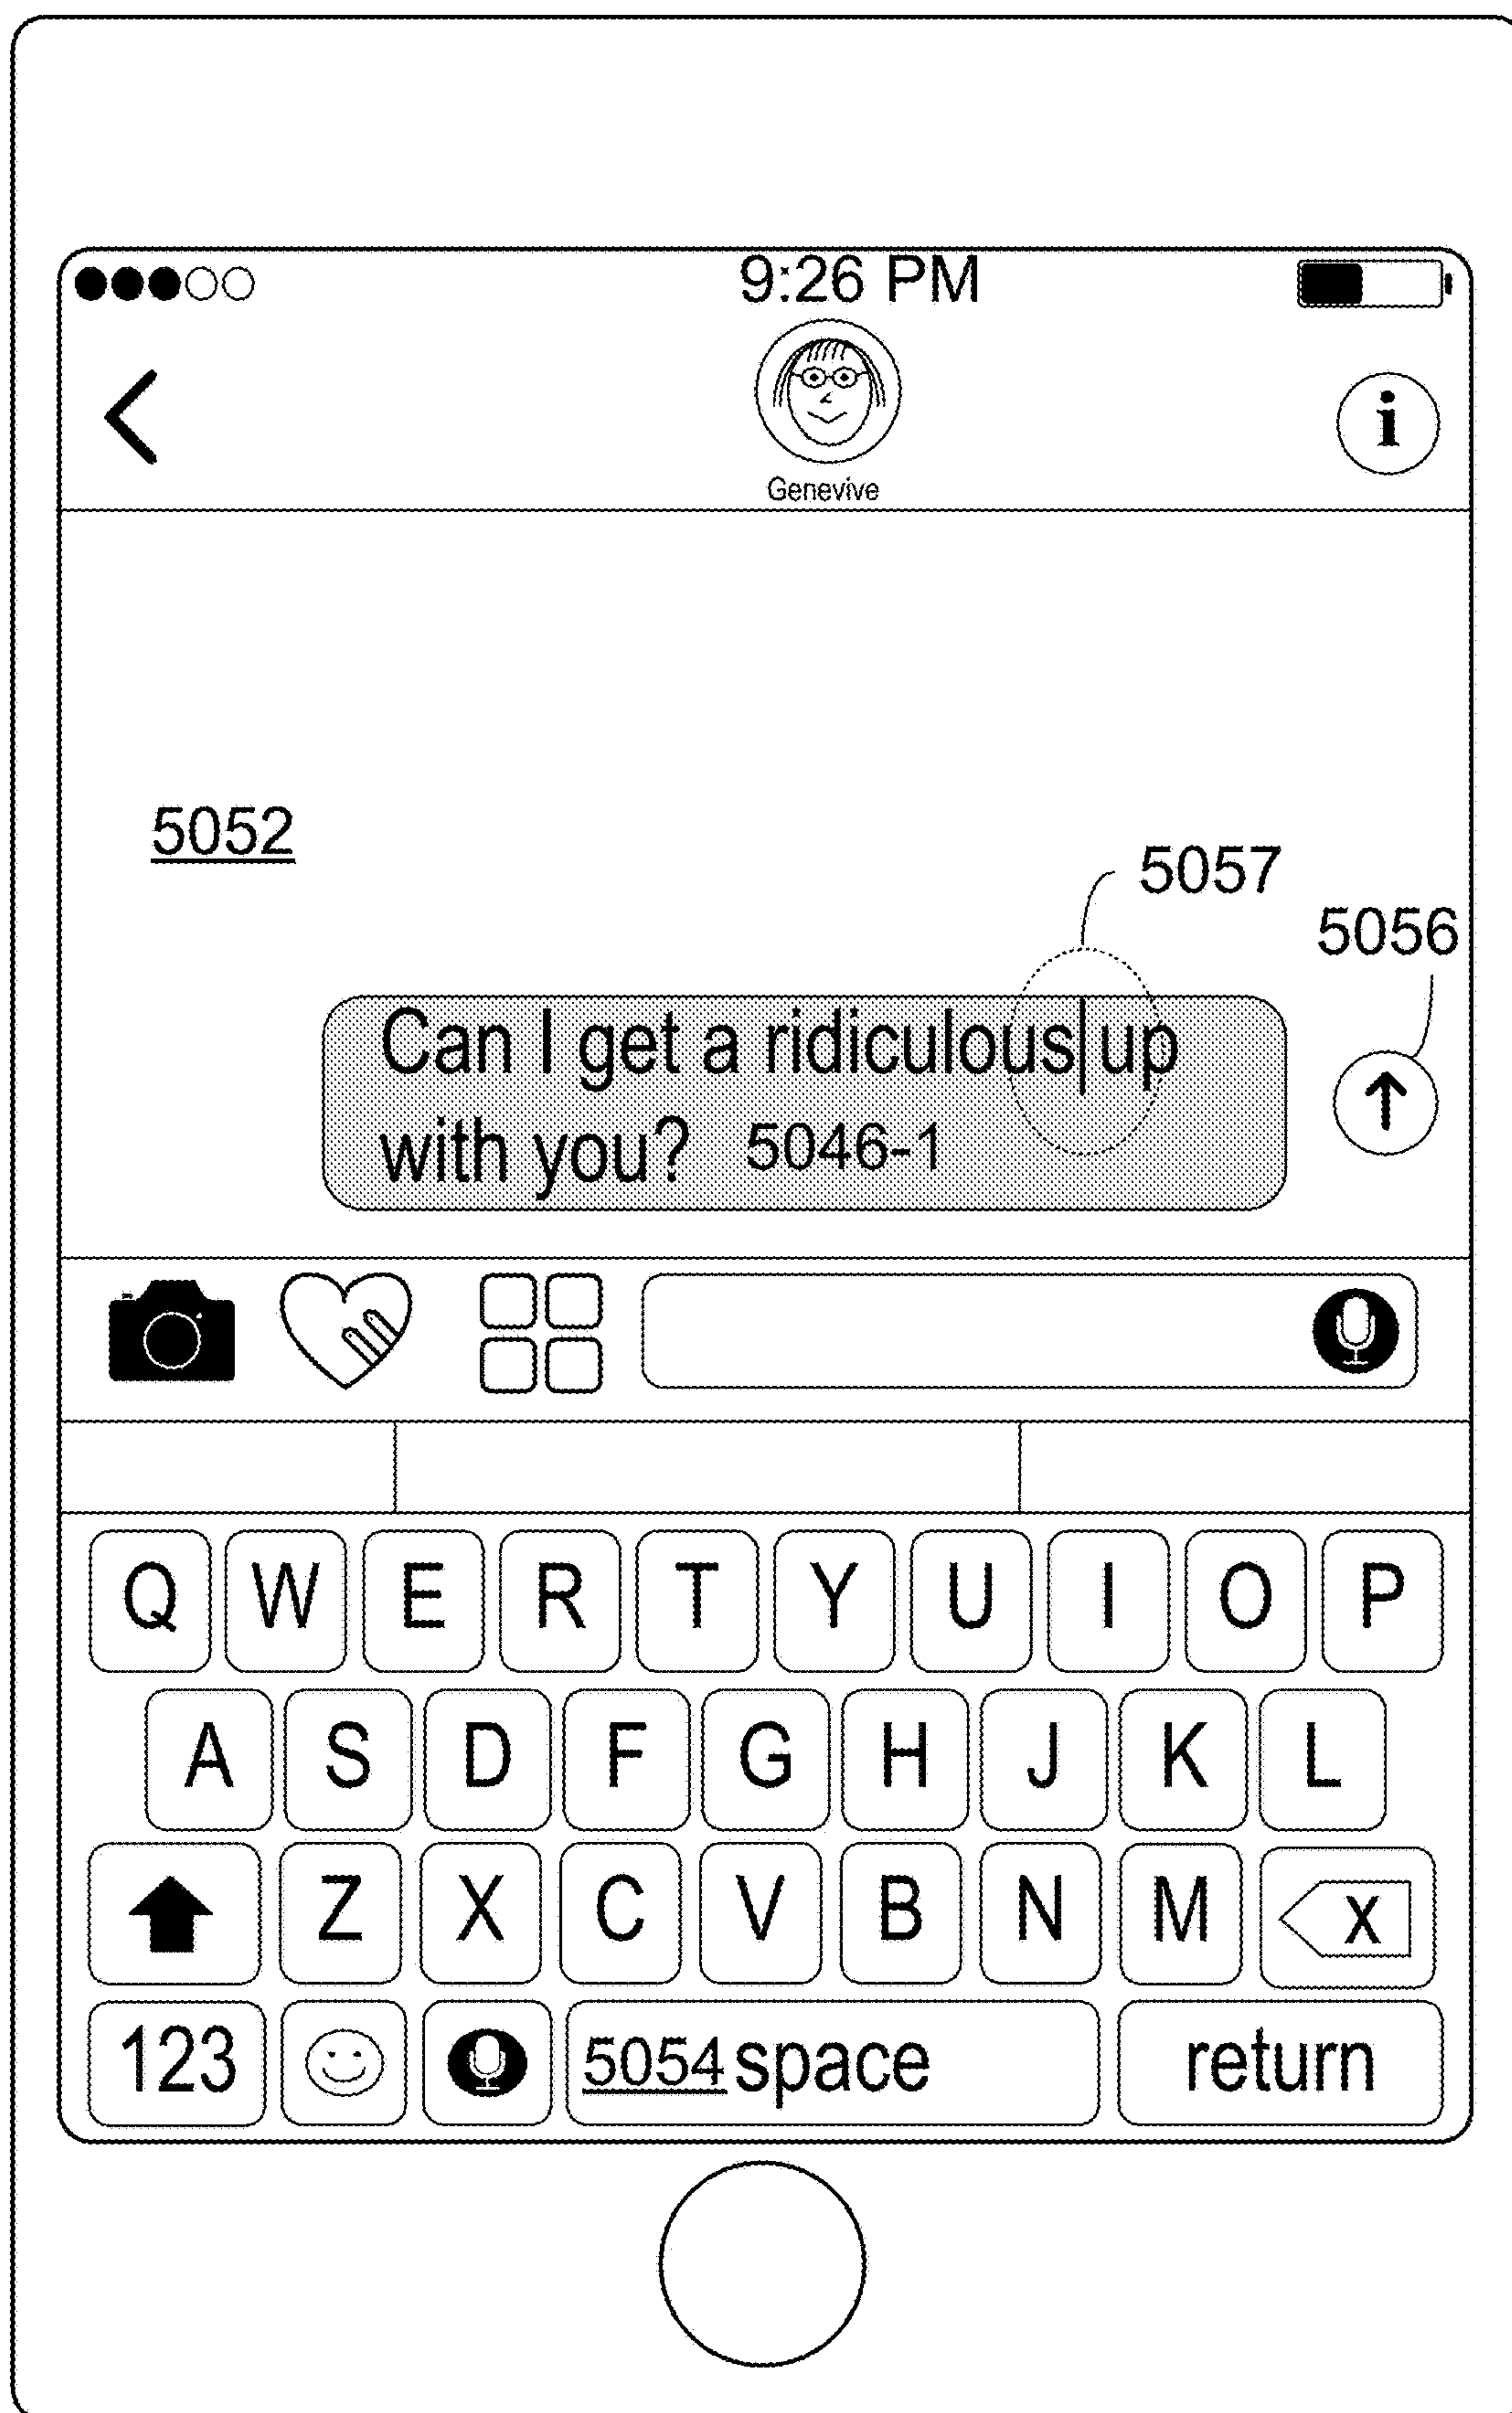 9:26 PM
i
Genevive
5052
5057
5056
Can I get a ridiculous up
with you? 5046-1
Q W E R T Y U I O P
A S D F G H J K L
Z X C V B N M X
123 5054 space return